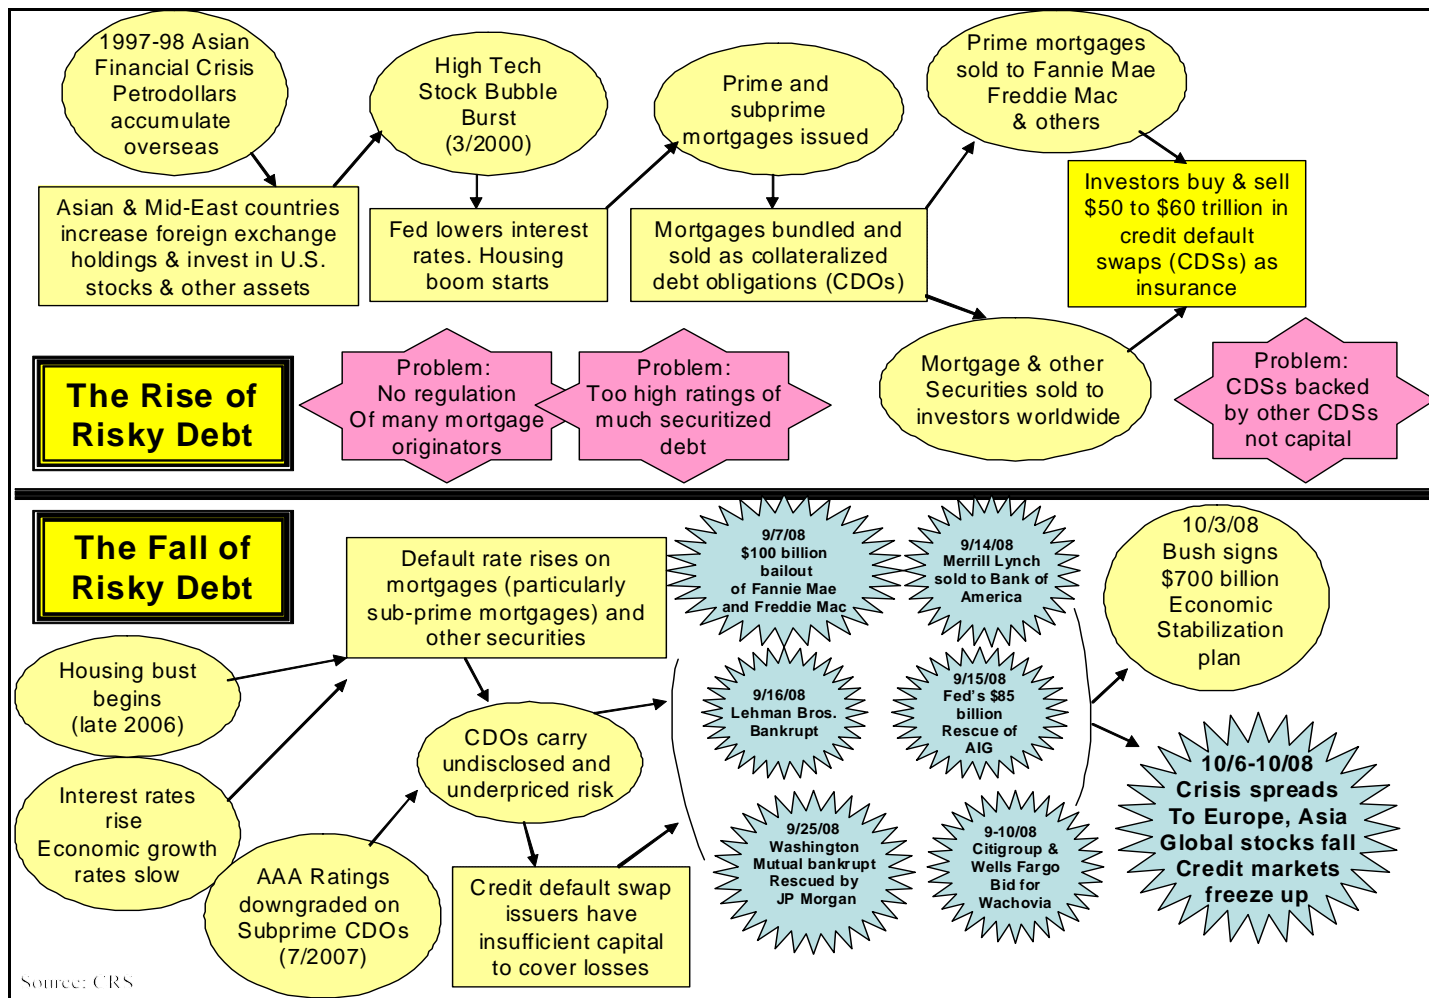 1997-98 Asian
Financial Crisis
Petrodollars
accumulate
overseas
High Tech
Stock Bubble
Burst
(3/2000)
Prime and
subprime
mortgages issued
Prime mortgages
sold to Fannie Mae
Freddie Mac
& others
Asian & Mid-East countries
increase foreign exchange
holdings & invest in U.S.
stocks & other assets
Fed lowers interest
rates. Housing
boom starts
Mortgages bundled and
sold as collateralized
debt obligations (CDOs)
Investors buy & sell
$50 to $60 trillion in
credit default
swaps (CDSs) as
insurance
The Rise of
Risky Debt
Problem:
No regulation
Of many mortgage
originators
Problem:
Too high ratings of
much securitized
debt
Mortgage & other
Securities sold to
investors worldwide
Problem:
CDSs backed
by other CDSs
not capital
The Fall of
Risky Debt
Default rate rises on
mortgages (particularly
sub-prime mortgages) and
other securities
9/7/08
$100 billion
bailout
of Fannie Mae
and Freddie Mac
9/14/08
Merrill Lynch
sold to Bank of
America
10/3/08
Bush signs
$700 billion
Economic
Stabilization
plan
Housing bust
begins
(late 2006)
CDOs carry
undisclosed and
underpriced risk
9/16/08
Lehman Bros.
Bankrupt
9/15/08
Fed's $85
billion
Rescue of
AIG
Interest rates
rise
Economic growth
rates slow
AAA Ratings
downgraded on
Subprime CDOs
(7/2007)
Credit default swap
issuers have
insufficient capital
to cover losses
9/25/08
Washington
Mutual bankrupt
Rescued by
JP Morgan
9-10/08
Citigroup &
Wells Fargo
Bid for
Wachovia
10/6-10/08
Crisis spreads
To Europe, Asia
Global stocks fall
Credit markets
freeze up
Source: CRS